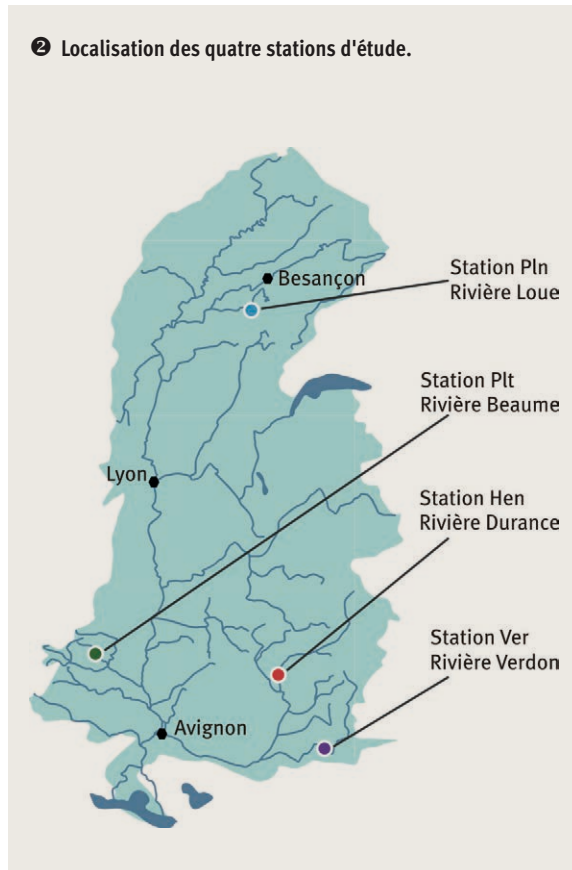 ❷ Localisation des quatre stations d'étude.
Besançon
Station Pln
Rivière Loue
Station Plt
Rivière Beaume
Lyon
Station Hen
Rivière Durance
Station Ver
Rivière Verdon
Avignon